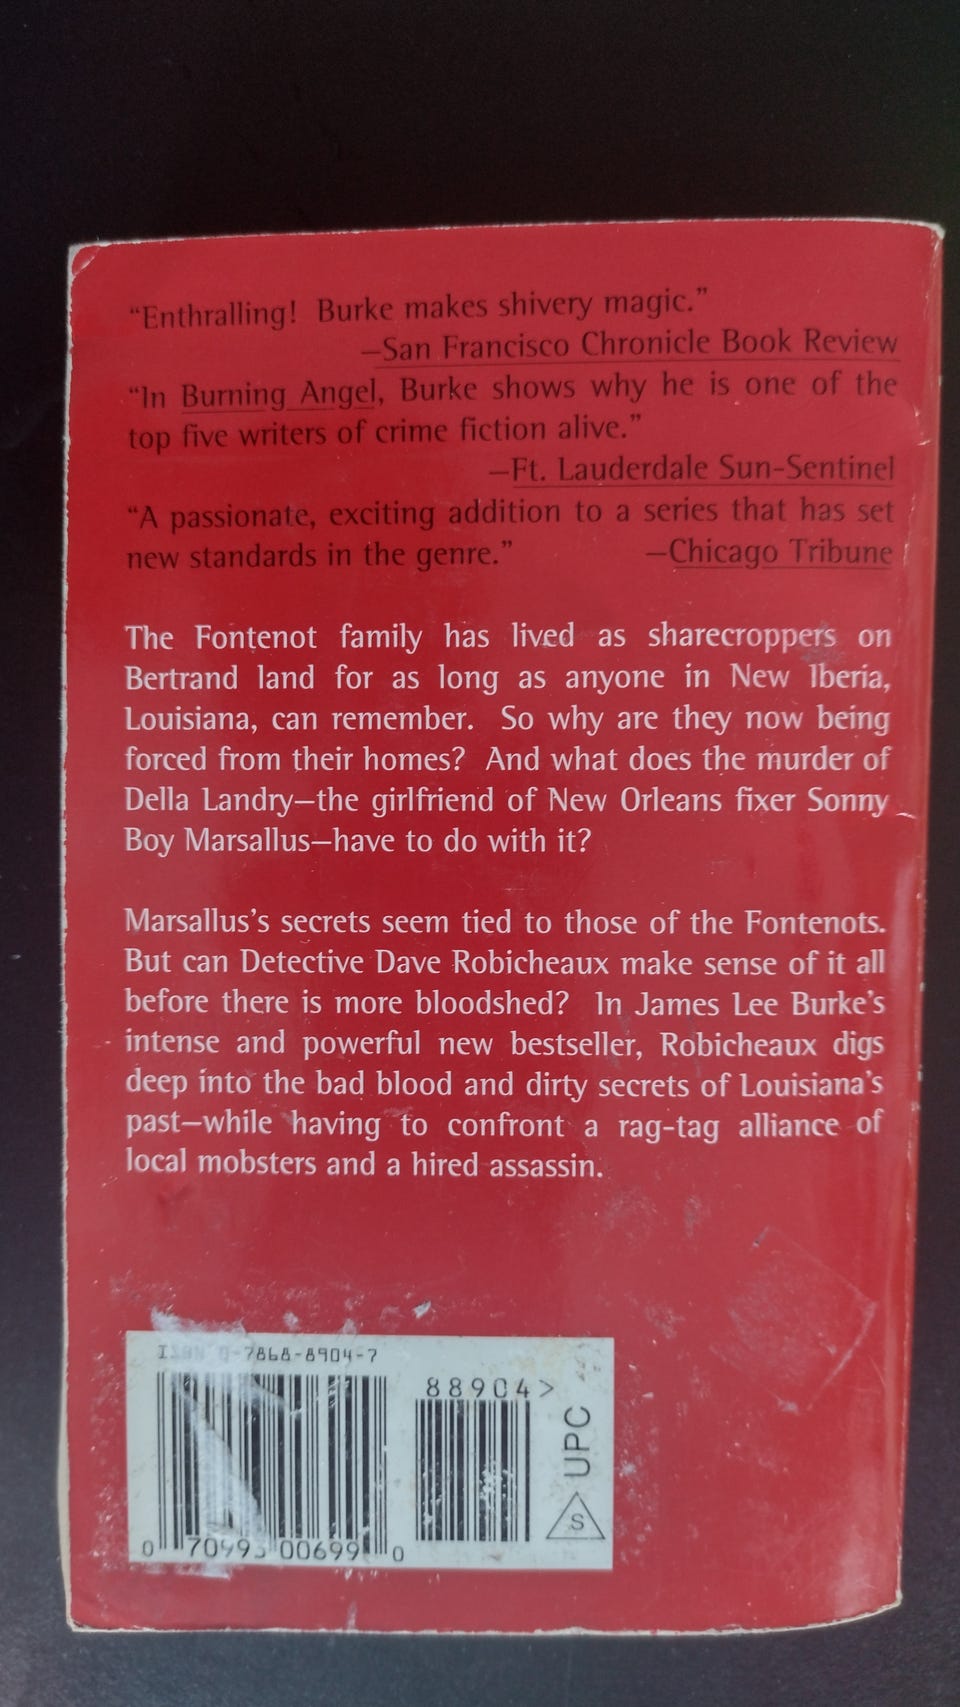 “Enthralling! Burke makes shivery magic.”
—San Francisco Chronicle Book Review
“In Burning Angel, Burke shows why he is one of the
top five writers of crime fiction alive.”
—Ft. Lauderdale Sun-Sentinel
“A passionate, exciting addition to a series that has set
new standards in the genre.” —Chicago Tribune
The Fontenot family has lived as sharecroppers on
Bertrand land for as long as anyone in New Iberia,
Louisiana, can remember. So why are they now being
forced from their homes? And what does the murder of
Della Landry—the girlfriend of New Orleans fixer Sonny
Boy Marsallus—have to do with it?
Marsallus’s secrets seem tied to those of the Fontenots.
But can Detective Dave Robicheaux make sense of it all
before there is more bloodshed? In James Lee Burke’s
intense and powerful new bestseller, Robicheaux digs
deep into the bad blood and dirty secrets of Louisiana’s
past—while having to confront a rag-tag alliance of
local mobsters and a hired assassin.
ISBN 0-7868-8904-7
88904>
UPC
S
0 70993 00699 0